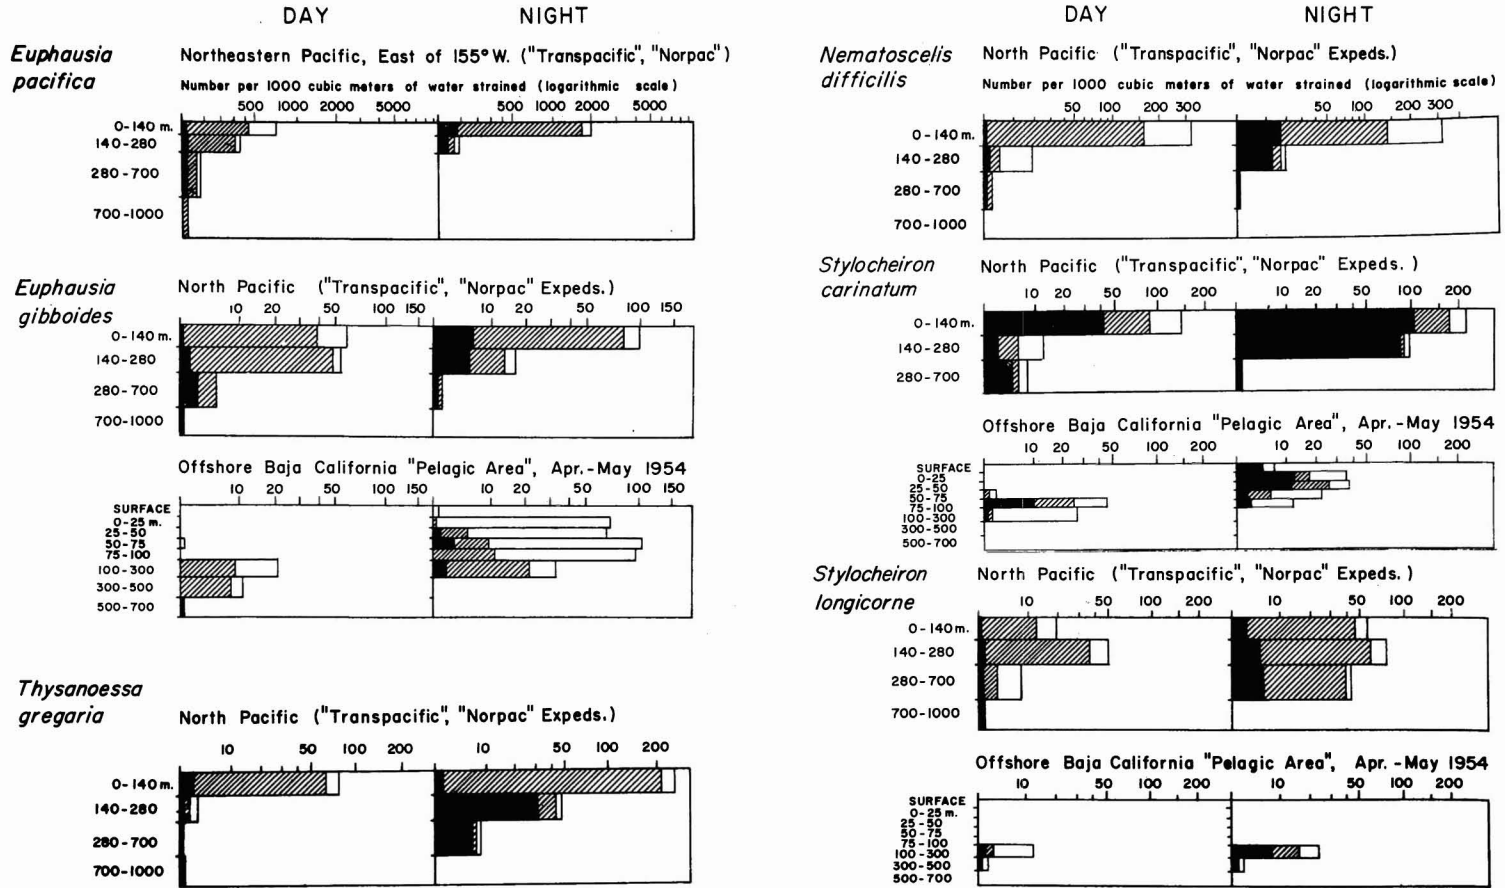 DAY NIGHT
Euphausia pacifica
Northeastern Pacific, East of 155°W. ("Transpacific", "Norpac")
Number per 1000 cubic meters of water strained (logarithmic scale)
500 1000 2000 5000 500 1000 2000 5000
0-140 m.
140-280
280-700
700-1000
Euphausia gibboides
North Pacific ("Transpacific", "Norpac" Expeds.)
10 20 50 100 150 10 20 50 100 150
0-140 m.
140-280
280-700
700-1000
Offshore Baja California "Pelagic Area", Apr.-May 1954
10 20 50 100 150 10 20 50 100 150
SURFACE
0-25 m.
25-50
50-75
75-100
100-300
300-500
500-700
Thysanoessa gregaria
North Pacific ("Transpacific", "Norpac" Expeds.)
10 50 100 200 10 50 100 200
0-140 m.
140-280
280-700
700-1000
DAY NIGHT
Nematoscelis difficilis
North Pacific ("Transpacific", "Norpac" Expeds.)
Number per 1000 cubic meters of water strained (logarithmic scale)
50 100 200 300 50 100 200 300
0-140 m.
140-280
280-700
700-1000
Stylocheiron carinatum
North Pacific ("Transpacific", "Norpac" Expeds. )
10 20 50 100 200 10 20 50 100 200
0-140 m.
140-280
280-700
Offshore Baja California "Pelagic Area", Apr.-May 1954
10 20 50 100 200 10 20 50 100 200
SURFACE
0-25
25-50
50-75
75-100
100-300
300-500
500-700
Stylocheiron longicorne
North Pacific ("Transpacific", "Norpac" Expeds. )
10 50 100 200 10 50 100 200
0-140 m.
140-280
280-700
700-1000
Offshore Baja California "Pelagic Area", Apr.-May 1954
10 50 100 200 10 50 100 200
SURFACE
0-25 m.
25-50
50-75
75-100
100-300
300-500
500-700